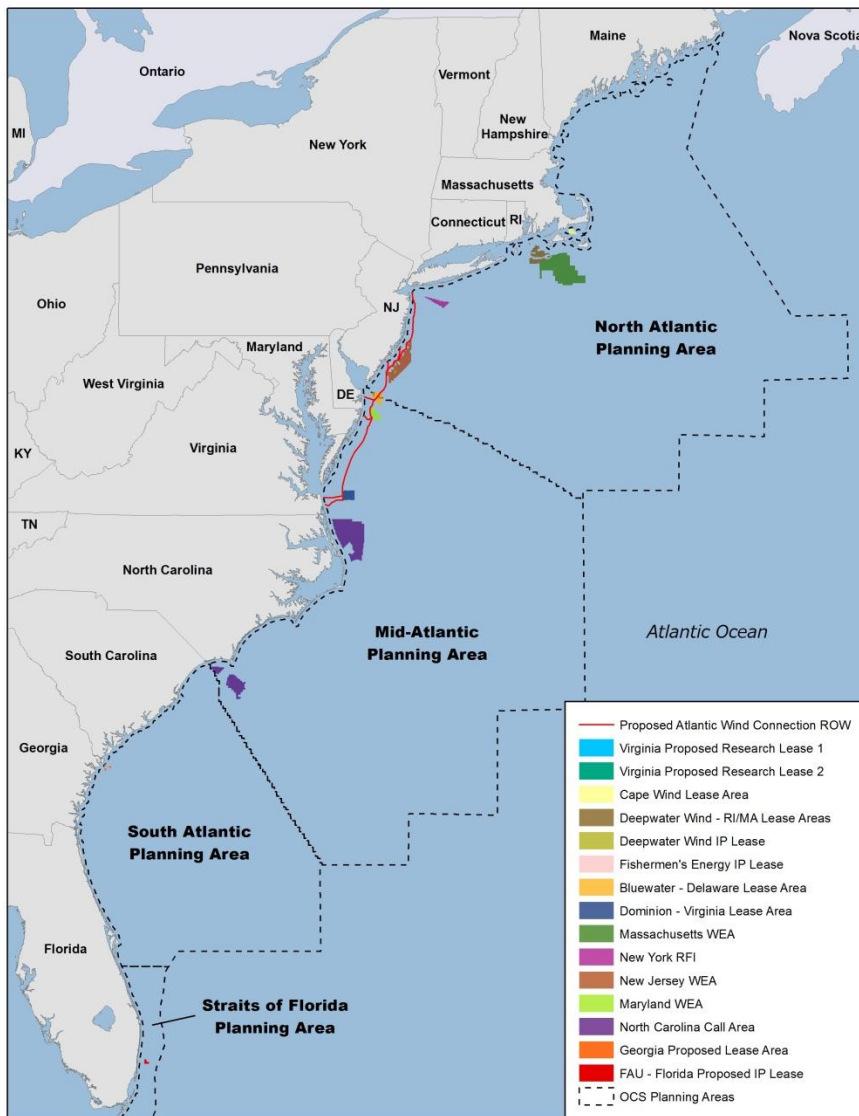 Maine
Nova Scotia
Ontario
Vermont
MI
New
Hampshire
New York
Massachusetts
Connecticut
RI
Pennsylvania
Ohio
NJ
North Atlantic
Planning Area
Maryland
West Virginia
DE
KY
Virginia
TN
North Carolina
Mid-Atlantic
Planning Area
Atlantic Ocean
South Carolina
Georgia
South Atlantic
Planning Area
Florida
Straits of Florida
Planning Area
Proposed Atlantic Wind Connection ROW
Virginia Proposed Research Lease 1
Virginia Proposed Research Lease 2
Cape Wind Lease Area
Deepwater Wind - RI/MA Lease Areas
Deepwater Wind IP Lease
Fishermen's Energy IP Lease
Bluewater - Delaware Lease Area
Dominion - Virginia Lease Area
Massachusetts WEA
New York RFI
New Jersey WEA
Maryland WEA
North Carolina Call Area
Georgia Proposed Lease Area
FAU - Florida Proposed IP Lease
OCS Planning Areas